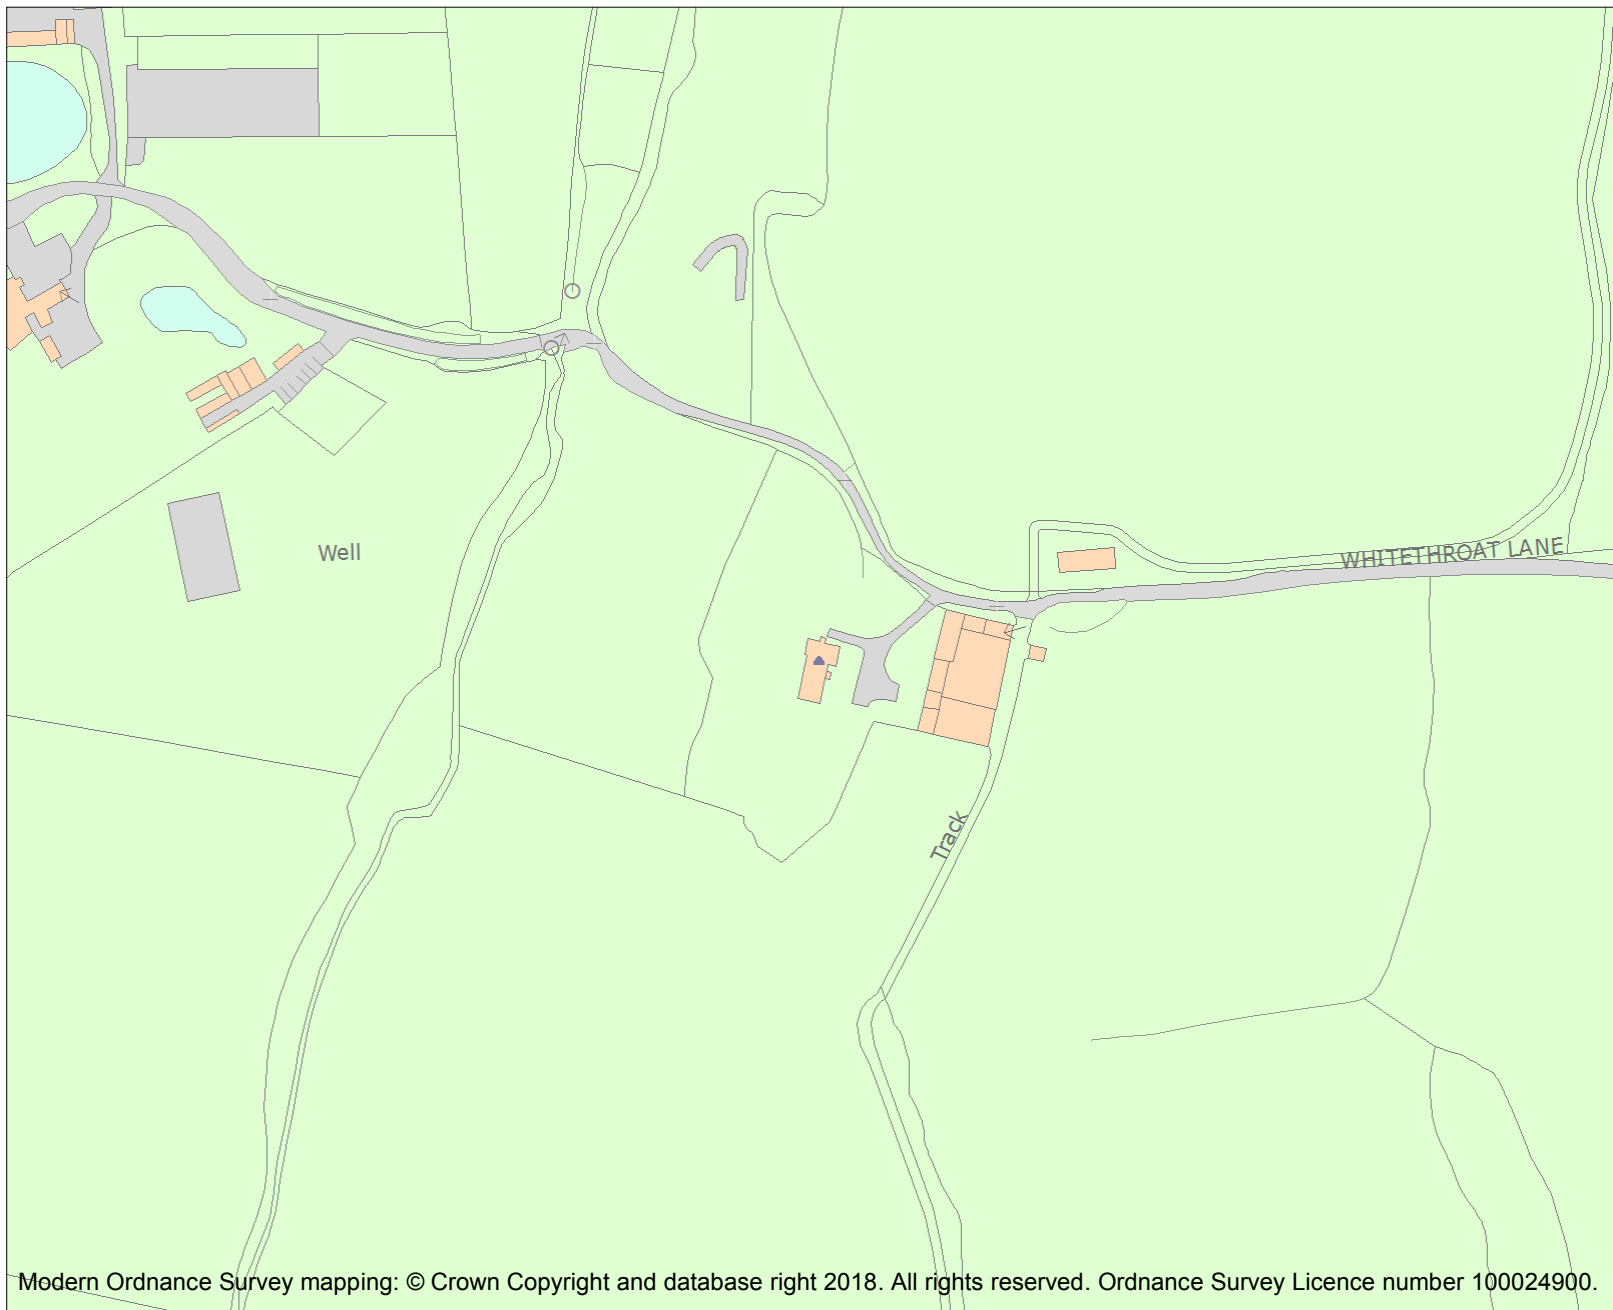 Well
WHITETHROAT LANE
Track
Modern Ordnance Survey mapping: © Crown Copyright and database right 2018. All rights reserved. Ordnance Survey Licence number 100024900.